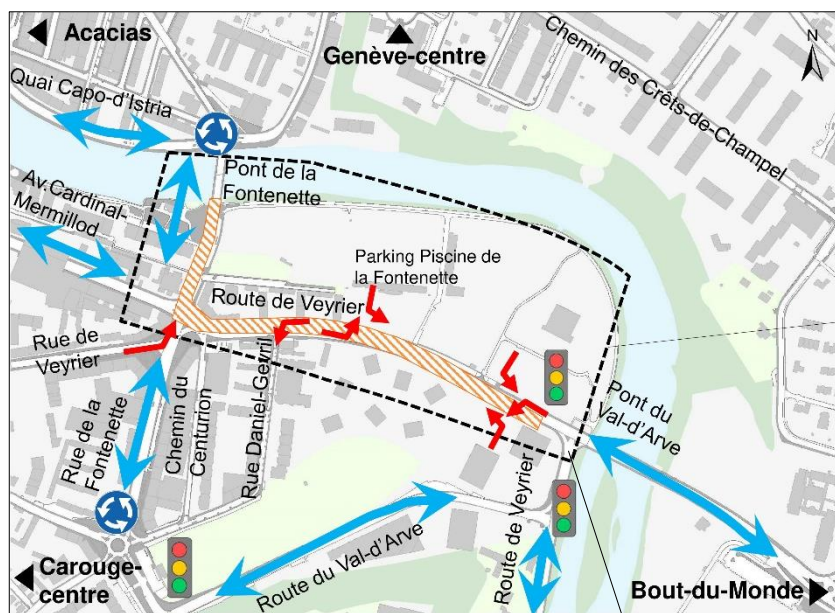 Acacias
Genève-centre
N
Chemin des Crêts-de-Champel
Quai Capo-d'Istria
Pont de la
Fontenette
Av.Cardinal-
Mermillod
Parking Piscine de
la Fontenette
Route de Veyrier
Rue de
Veyrier
Pont du
Val-d'Arve
Rue de la
Fontenette
Chemin du
Centurion
Rue Daniel-Gevril
Route de Veyrier
Route du Val-d'Arve
Carouge-
centre
Bout-du-Monde